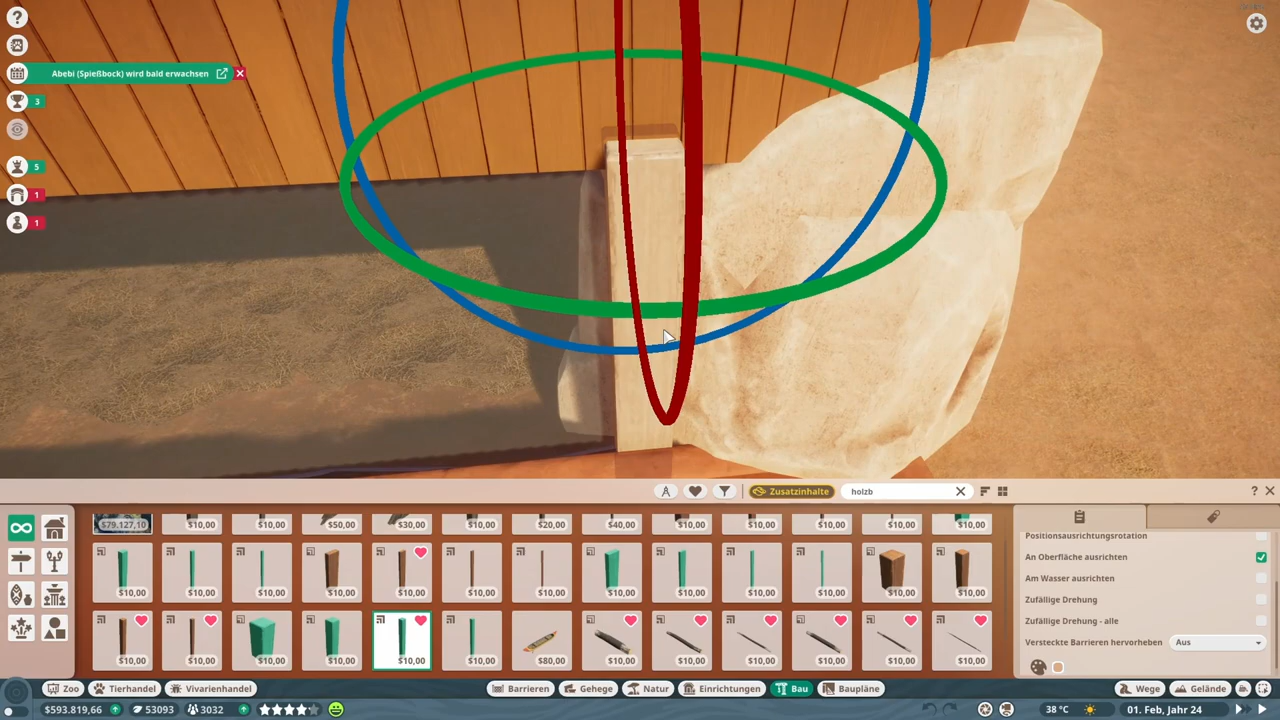 Abebi (Spießbock) wird bald erwachsen
3
5
1
1
Zusatzinhalte
holzb
$79.127,10 $10,00 $10,00 $50,00 $30,00 $10,00 $20,00 $40,00 $10,00 $10,00 $10,00 $10,00 $10,00
$10,00 $10,00 $10,00 $10,00 $10,00 $10,00 $10,00 $10,00 $10,00 $10,00 $10,00 $10,00 $10,00
$10,00 $10,00 $10,00 $10,00 $10,00 $10,00 $80,00 $10,00 $10,00 $10,00 $10,00 $10,00 $10,00
Positionsausrichtungsrotation
An Oberfläche ausrichten
Am Wasser ausrichten
Zufällige Drehung
Zufällige Drehung - alle
Versteckte Barrieren hervorheben Aus
Zoo Tierhandel Vivarienhandel Barrieren Gehege Natur Einrichtungen Bau Baupläne Wege Gelände
$593.819,66 53093 3032 38 °C 01. Feb, Jahr 24